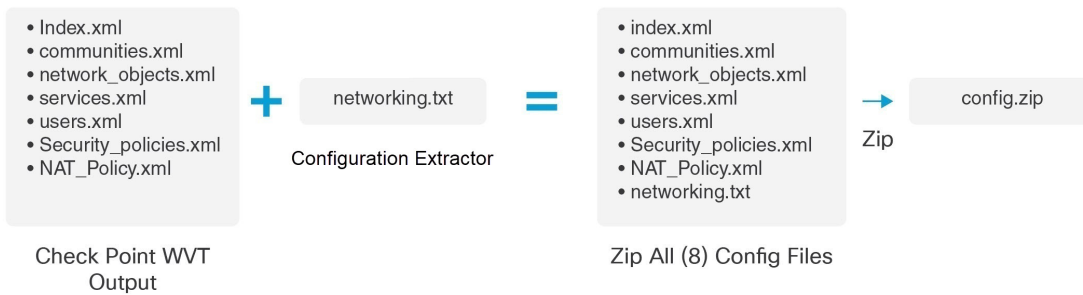 • Index.xml
• communities.xml
• network_objects.xml
• services.xml
• users.xml
• Security_policies.xml
• NAT_Policy.xml
Check Point WVT
Output
+
networking.txt
Configuration Extractor
=
• index.xml
• communities.xml
• network_objects.xml
• services.xml
• users.xml
• Security_policies.xml
• NAT_Policy.xml
• networking.txt
Zip All (8) Config Files
Zip
config.zip